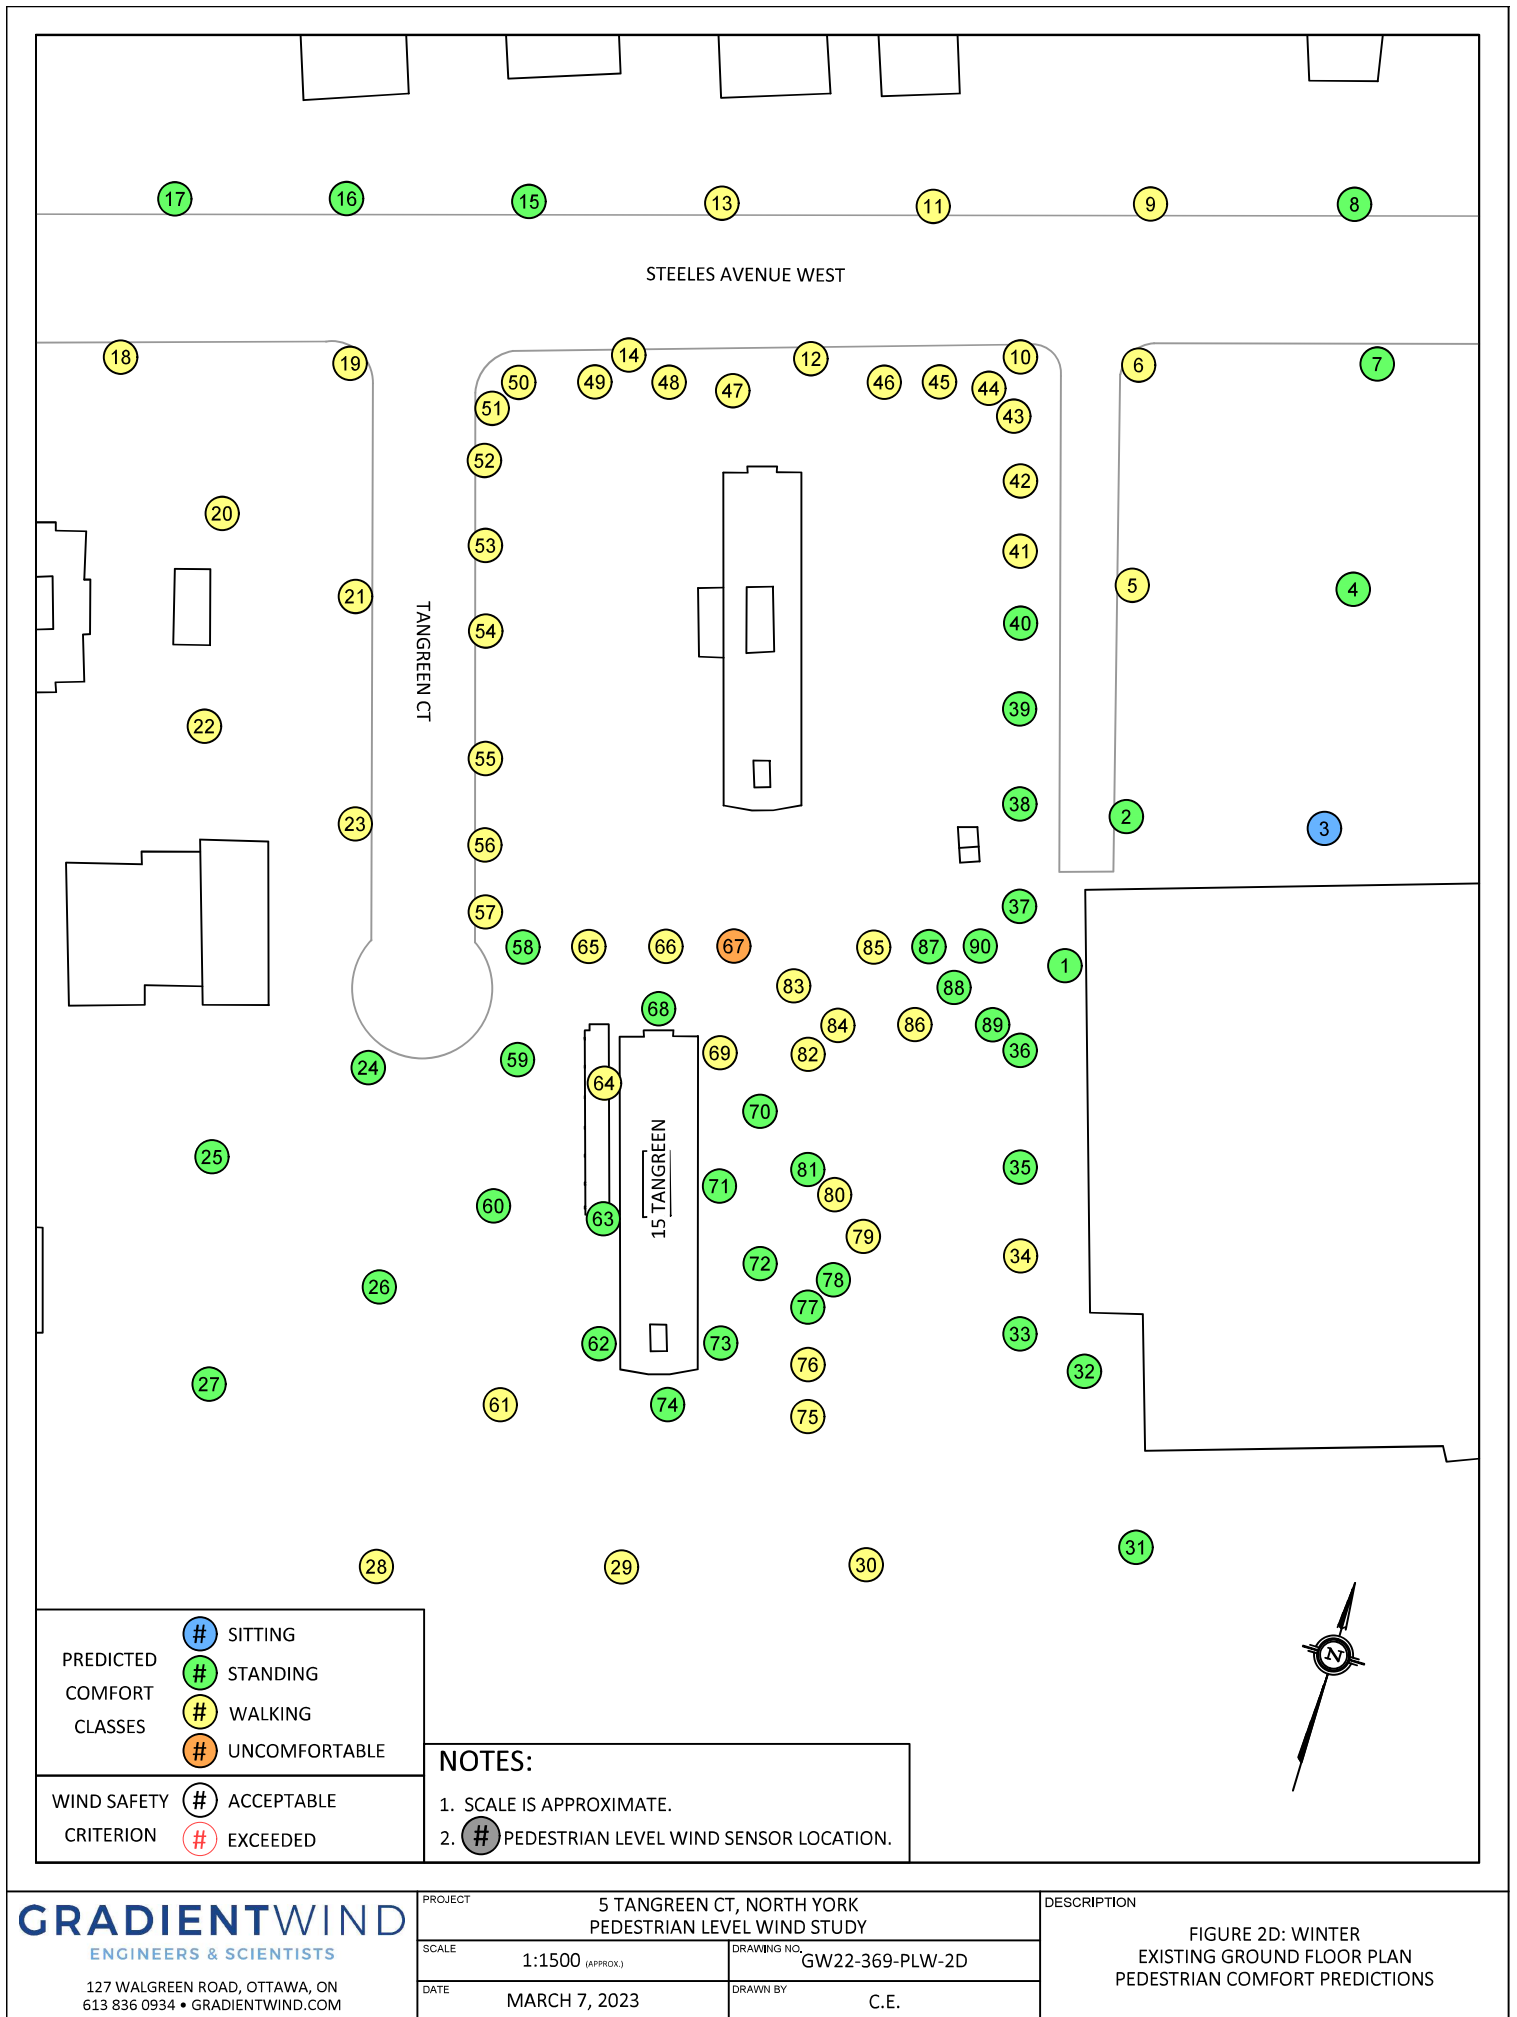 17 16 15 13 11 9 8
STEELES AVENUE WEST
18 19 14 12 10 6 7
50 49 48 47 46 45 44
51 43
52 42
20
53 41
21 5 4
54 40
TANGREEN CT
39
22
55
38
23 2 3
56
57 37
58 65 66 67 85 87 90
1
83 88
68
84 86 89
59 69 82 36
24
64
70
25 81 35
71 80
60
63
15 TANGREEN
79
34
72
26 78
77
62 73 33
76 32
27
61 74 75
31
28 29 30
N
PREDICTED
COMFORT
CLASSES
# SITTING
# STANDING
# WALKING
# UNCOMFORTABLE
WIND SAFETY
CRITERION
# ACCEPTABLE
# EXCEEDED
NOTES:
1. SCALE IS APPROXIMATE.
2. # PEDESTRIAN LEVEL WIND SENSOR LOCATION.
GRADIENTWIND
ENGINEERS & SCIENTISTS
127 WALGREEN ROAD, OTTAWA, ON
613 836 0934 • GRADIENTWIND.COM
PROJECT
5 TANGREEN CT, NORTH YORK
PEDESTRIAN LEVEL WIND STUDY
SCALE
1:1500 (APPROX.)
DRAWING NO.
GW22-369-PLW-2D
DATE
MARCH 7, 2023
DRAWN BY
C.E.
DESCRIPTION
FIGURE 2D: WINTER
EXISTING GROUND FLOOR PLAN
PEDESTRIAN COMFORT PREDICTIONS